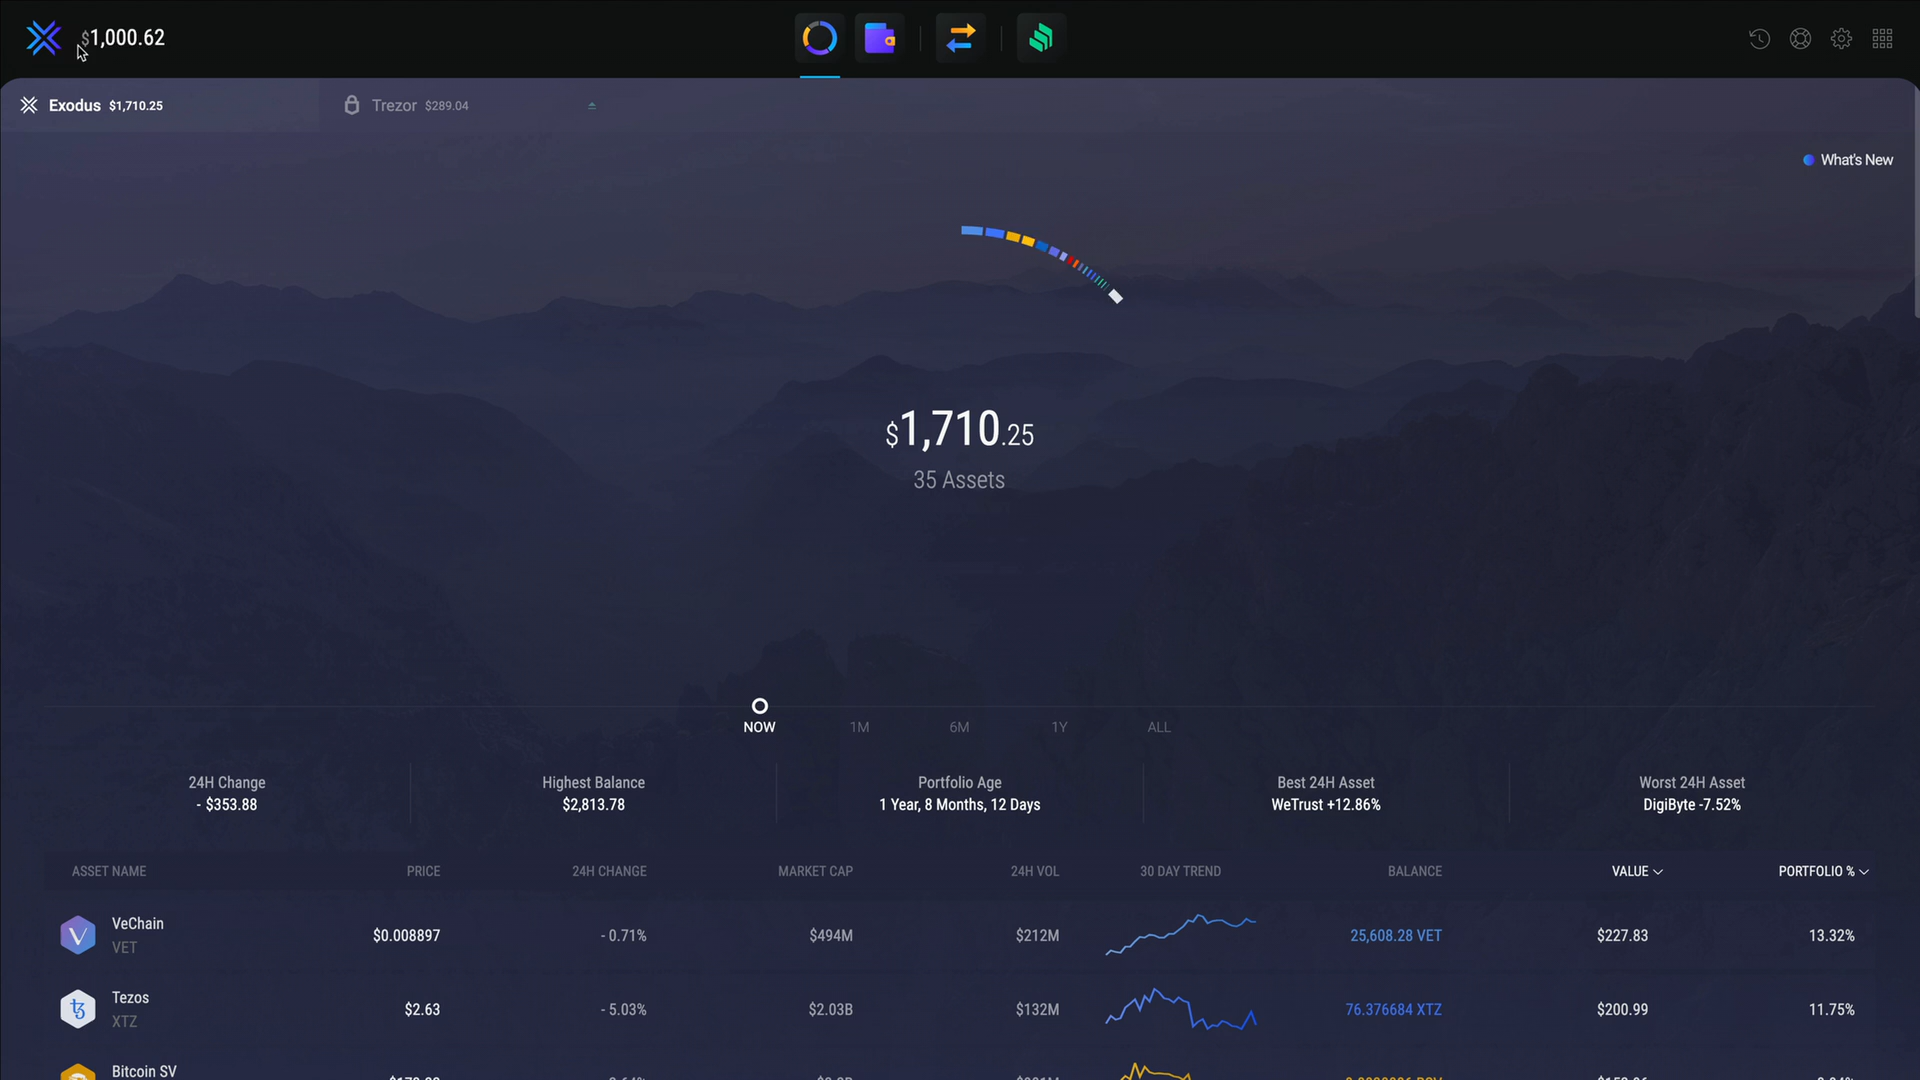 $1,000.62
Exodus $1,710.25
Trezor $289.04
What's New
$1,710.25
35 Assets
NOW 1M 6M 1Y ALL
24H Change
- $353.88
Highest Balance
$2,813.78
Portfolio Age
1 Year, 8 Months, 12 Days
Best 24H Asset
WeTrust +12.86%
Worst 24H Asset
DigiByte -7.52%
ASSET NAME PRICE 24H CHANGE MARKET CAP 24H VOL 30 DAY TREND BALANCE VALUE PORTFOLIO %
VeChain
VET
$0.008897 - 0.71% $494M $212M 25,608.28 VET $227.83 13.32%
Tezos
XTZ
$2.63 - 5.03% $2.03B $132M 76.376684 XTZ $200.99 11.75%
Bitcoin SV